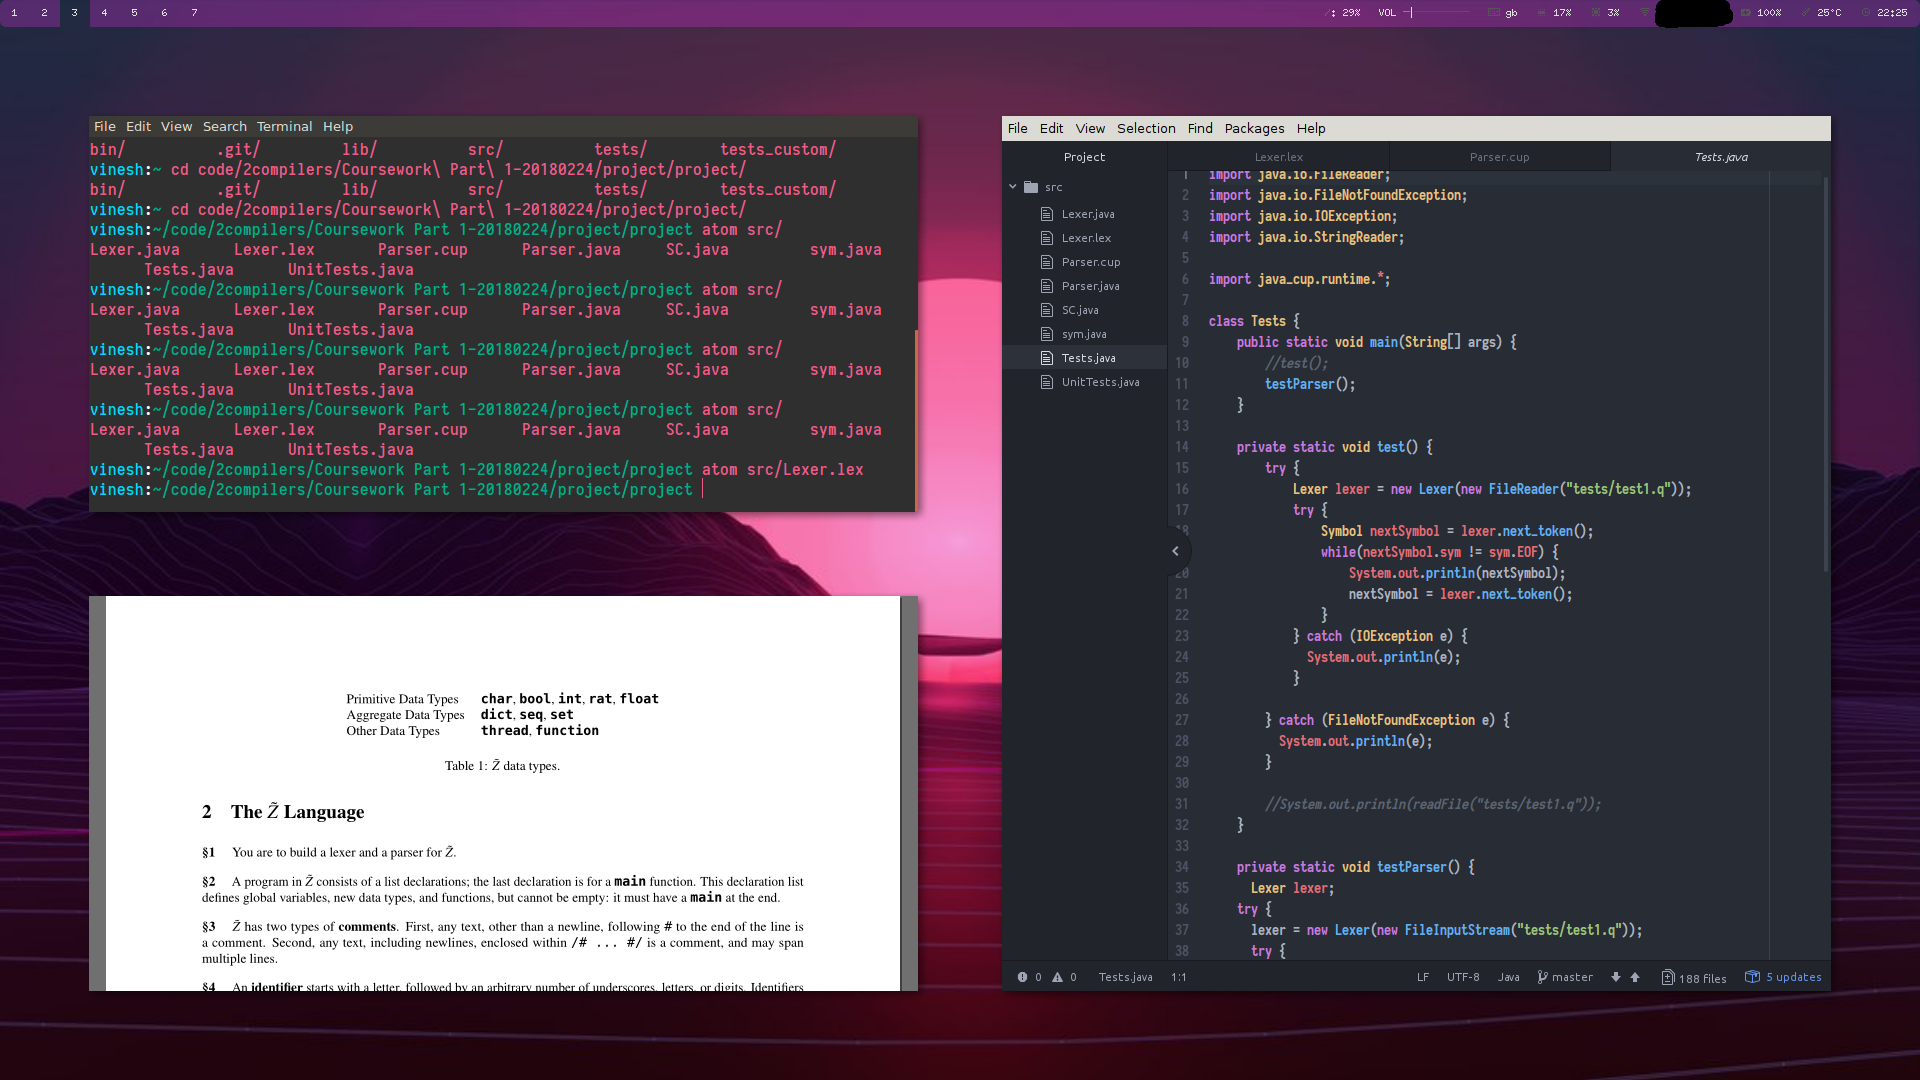 1 2 3 4 5 6 7
29% VOL gb 17% 3% 100% 25°C 22:25
File Edit View Search Terminal Help
bin/ .git/ lib/ src/ tests/ tests_custom/
vinesh:~ cd code/2compilers/Coursework\ Part\ 1-20180224/project/project/
bin/ .git/ lib/ src/ tests/ tests_custom/
vinesh:~ cd code/2compilers/Coursework\ Part\ 1-20180224/project/project/
vinesh:~/code/2compilers/Coursework Part 1-20180224/project/project atom src/
Lexer.java Lexer.lex Parser.cup Parser.java SC.java sym.java
Tests.java UnitTests.java
vinesh:~/code/2compilers/Coursework Part 1-20180224/project/project atom src/
Lexer.java Lexer.lex Parser.cup Parser.java SC.java sym.java
Tests.java UnitTests.java
vinesh:~/code/2compilers/Coursework Part 1-20180224/project/project atom src/
Lexer.java Lexer.lex Parser.cup Parser.java SC.java sym.java
Tests.java UnitTests.java
vinesh:~/code/2compilers/Coursework Part 1-20180224/project/project atom src/
Lexer.java Lexer.lex Parser.cup Parser.java SC.java sym.java
Tests.java UnitTests.java
vinesh:~/code/2compilers/Coursework Part 1-20180224/project/project atom src/Lexer.lex
vinesh:~/code/2compilers/Coursework Part 1-20180224/project/project
Primitive Data Types char, bool, int, rat, float
Aggregate Data Types dict, seq, set
Other Data Types thread, function
Table 1: Z̃ data types.
2 The Z̃ Language
§1 You are to build a lexer and a parser for Z̃.
§2 A program in Z̃ consists of a list declarations; the last declaration is for a main function. This declaration list
defines global variables, new data types, and functions, but cannot be empty: it must have a main at the end.
§3 Z̃ has two types of comments. First, any text, other than a newline, following # to the end of the line is
a comment. Second, any text, including newlines, enclosed within /# ... #/ is a comment, and may span
multiple lines.
§4 An identifier starts with a letter, followed by an arbitrary number of underscores, letters, or digits. Identifiers
File Edit View Selection Find Packages Help
Project
src
Lexer.java
Lexer.lex
Parser.cup
Parser.java
SC.java
sym.java
Tests.java
UnitTests.java
Lexer.lex Parser.cup Tests.java
1 import java.io.FileReader;
2 import java.io.FileNotFoundException;
3 import java.io.IOException;
4 import java.io.StringReader;
5
6 import java_cup.runtime.*;
7
8 class Tests {
9 public static void main(String[] args) {
10 //test();
11 testParser();
12 }
13
14 private static void test() {
15 try {
16 Lexer lexer = new Lexer(new FileReader("tests/test1.q"));
17 try {
18 Symbol nextSymbol = lexer.next_token();
while(nextSymbol.sym != sym.EOF) {
20 System.out.println(nextSymbol);
21 nextSymbol = lexer.next_token();
22 }
23 } catch (IOException e) {
24 System.out.println(e);
25 }
26
27 } catch (FileNotFoundException e) {
28 System.out.println(e);
29 }
30
31 //System.out.println(readFile("tests/test1.q"));
32 }
33
34 private static void testParser() {
35 Lexer lexer;
36 try {
37 lexer = new Lexer(new FileInputStream("tests/test1.q"));
38 try {
0 0 Tests.java 1:1 LF UTF-8 Java master 188 files 5 updates